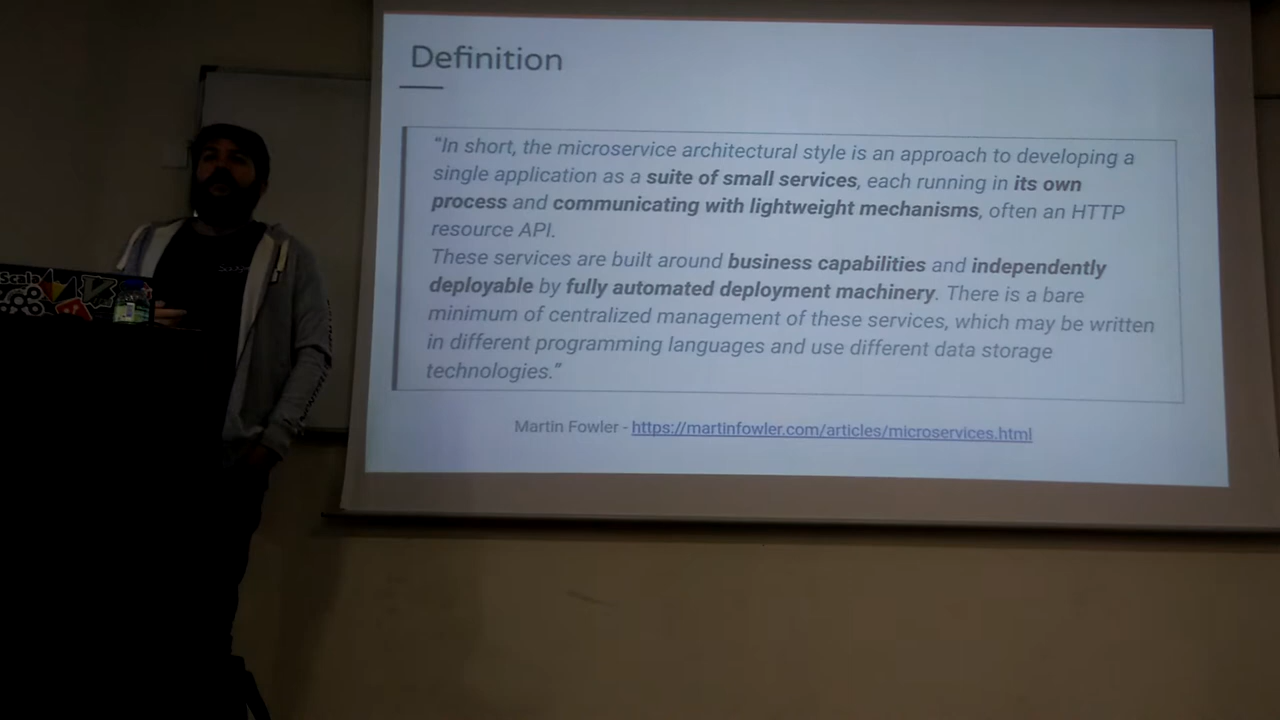 Definition
“In short, the microservice architectural style is an approach to developing a
single application as a suite of small services, each running in its own
process and communicating with lightweight mechanisms, often an HTTP
resource API.
These services are built around business capabilities and independently
deployable by fully automated deployment machinery. There is a bare
minimum of centralized management of these services, which may be written
in different programming languages and use different data storage
technologies.”
Martin Fowler - https://martinfowler.com/articles/microservices.html
Scala